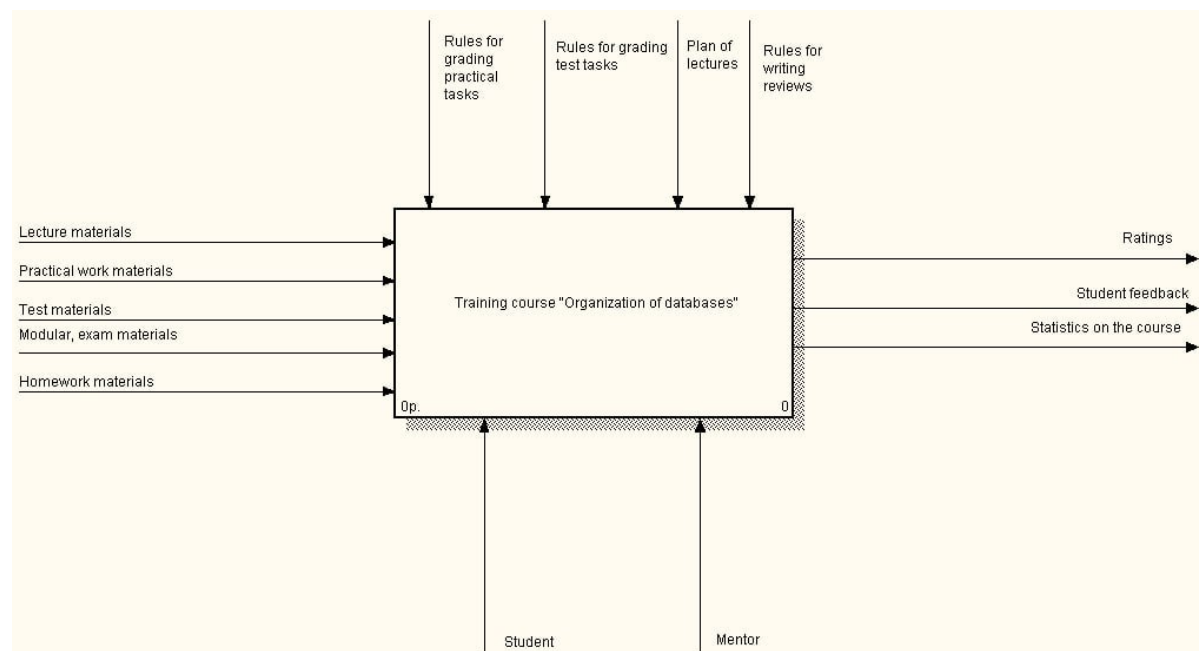 Rules for
grading
practical
tasks
Rules for grading
test tasks
Plan of
lectures
Rules for
writing
reviews
Lecture materials
Practical work materials
Test materials
Modular, exam materials
Homework materials
Training course "Organization of databases"
0р.
0
Ratings
Student feedback
Statistics on the course
Student
Mentor